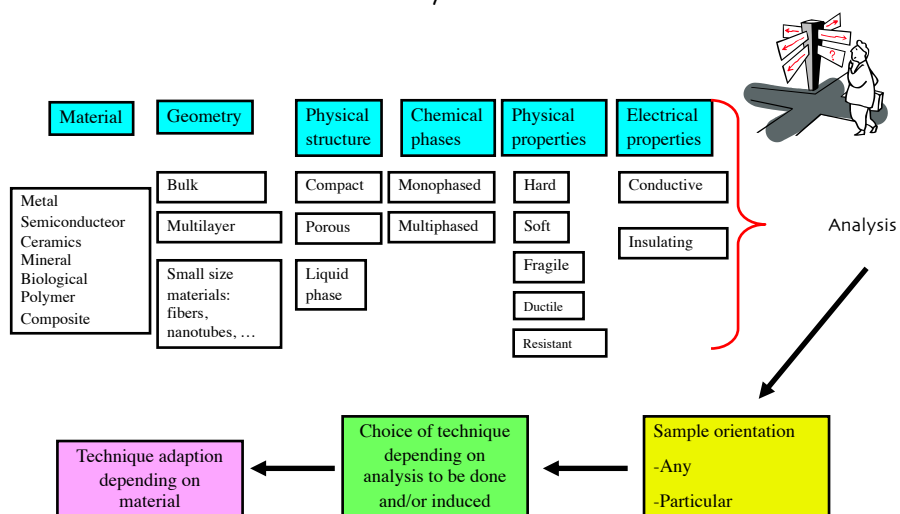 Material
Geometry
Physical
structure
Chemical
phases
Physical
properties
Electrical
properties
Metal
Semiconducteor
Ceramics
Mineral
Biological
Polymer
Composite
Bulk
Multilayer
Small size
materials:
fibers,
nanotubes, …
Compact
Porous
Liquid
phase
Monophased
Multiphased
Hard
Soft
Fragile
Ductile
Resistant
Conductive
Insulating
?
Analysis
Sample orientation
-Any
-Particular
Choice of technique
depending on
analysis to be done
and/or induced
Technique adaption
depending on
material